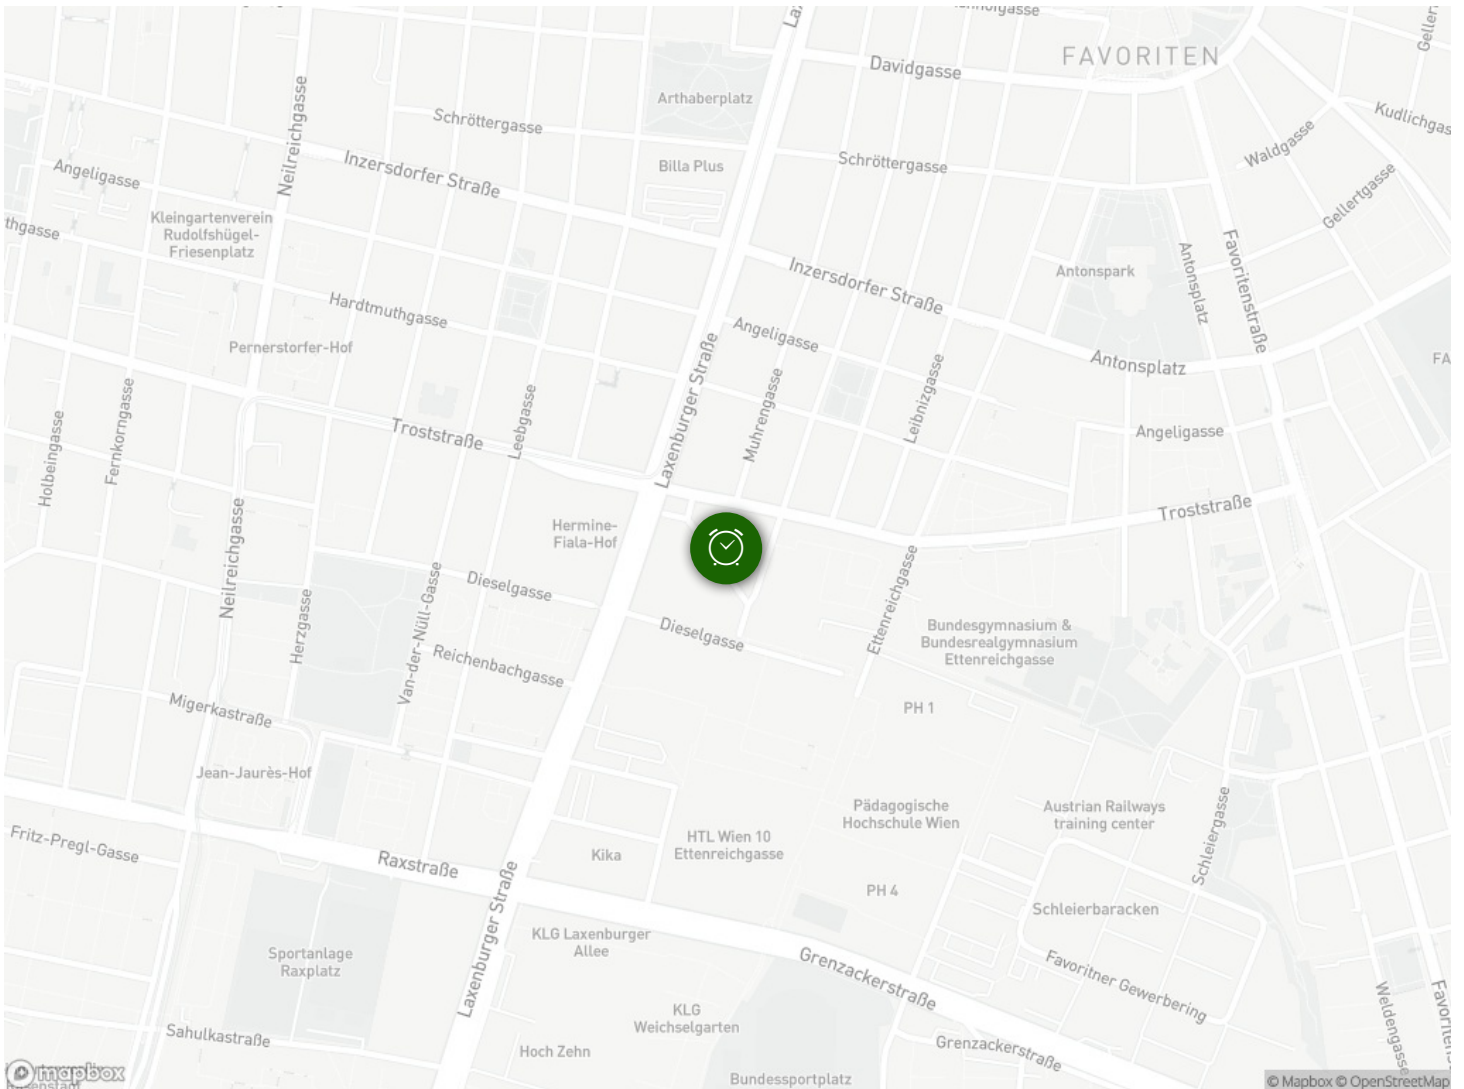 Davidgasse
FAVORITEN
Arthaberplatz
Schröttergasse
Kudlichgas
Waldgasse
Neilreichgasse
Inzersdorfer Straße
Billa Plus
Schröttergasse
Angeligasse
Gellertgasse
Kleingartenverein
Rudolfshügel-
Friesenplatz
thgasse
Favoritenstraße
Antonsplatz
Antonspark
Inzersdorfer Straße
Hardtmuthgasse
Angeligasse
Pernerstorfer-Hof
Laxenburger Straße
Antonsplatz
FA
Leibnizgasse
Muhrengasse
Leebgasse
Fernkorngasse
Holbeingasse
Troststraße
Angeligasse
Troststraße
Hermine-
Fiala-Hof
Neilreichgasse
Dieselgasse
Ettenreichgasse
Herzgasse
Van-der-Nüll-Gasse
Dieselgasse
Bundesgymnasium &
Bundesrealgymnasium
Ettenreichgasse
Reichenbachgasse
Migerkastraße
PH 1
Jean-Jaurès-Hof
Pädagogische
Hochschule Wien
Austrian Railways
training center
Schleiergasse
Fritz-Pregl-Gasse
HTL Wien 10
Ettenreichgasse
Kika
Raxstraße
PH 4
Schleierbaracken
Laxenburger Straße
KLG Laxenburger
Allee
Sportanlage
Raxplatz
Grenzackerstraße
Favoritner Gewerbering
KLG
Weichselgarten
Weldengasse
Sahulkastraße
Hoch Zehn
Grenzackerstraße
Bundessportplatz
mapbox
© Mapbox © OpenStreetMap